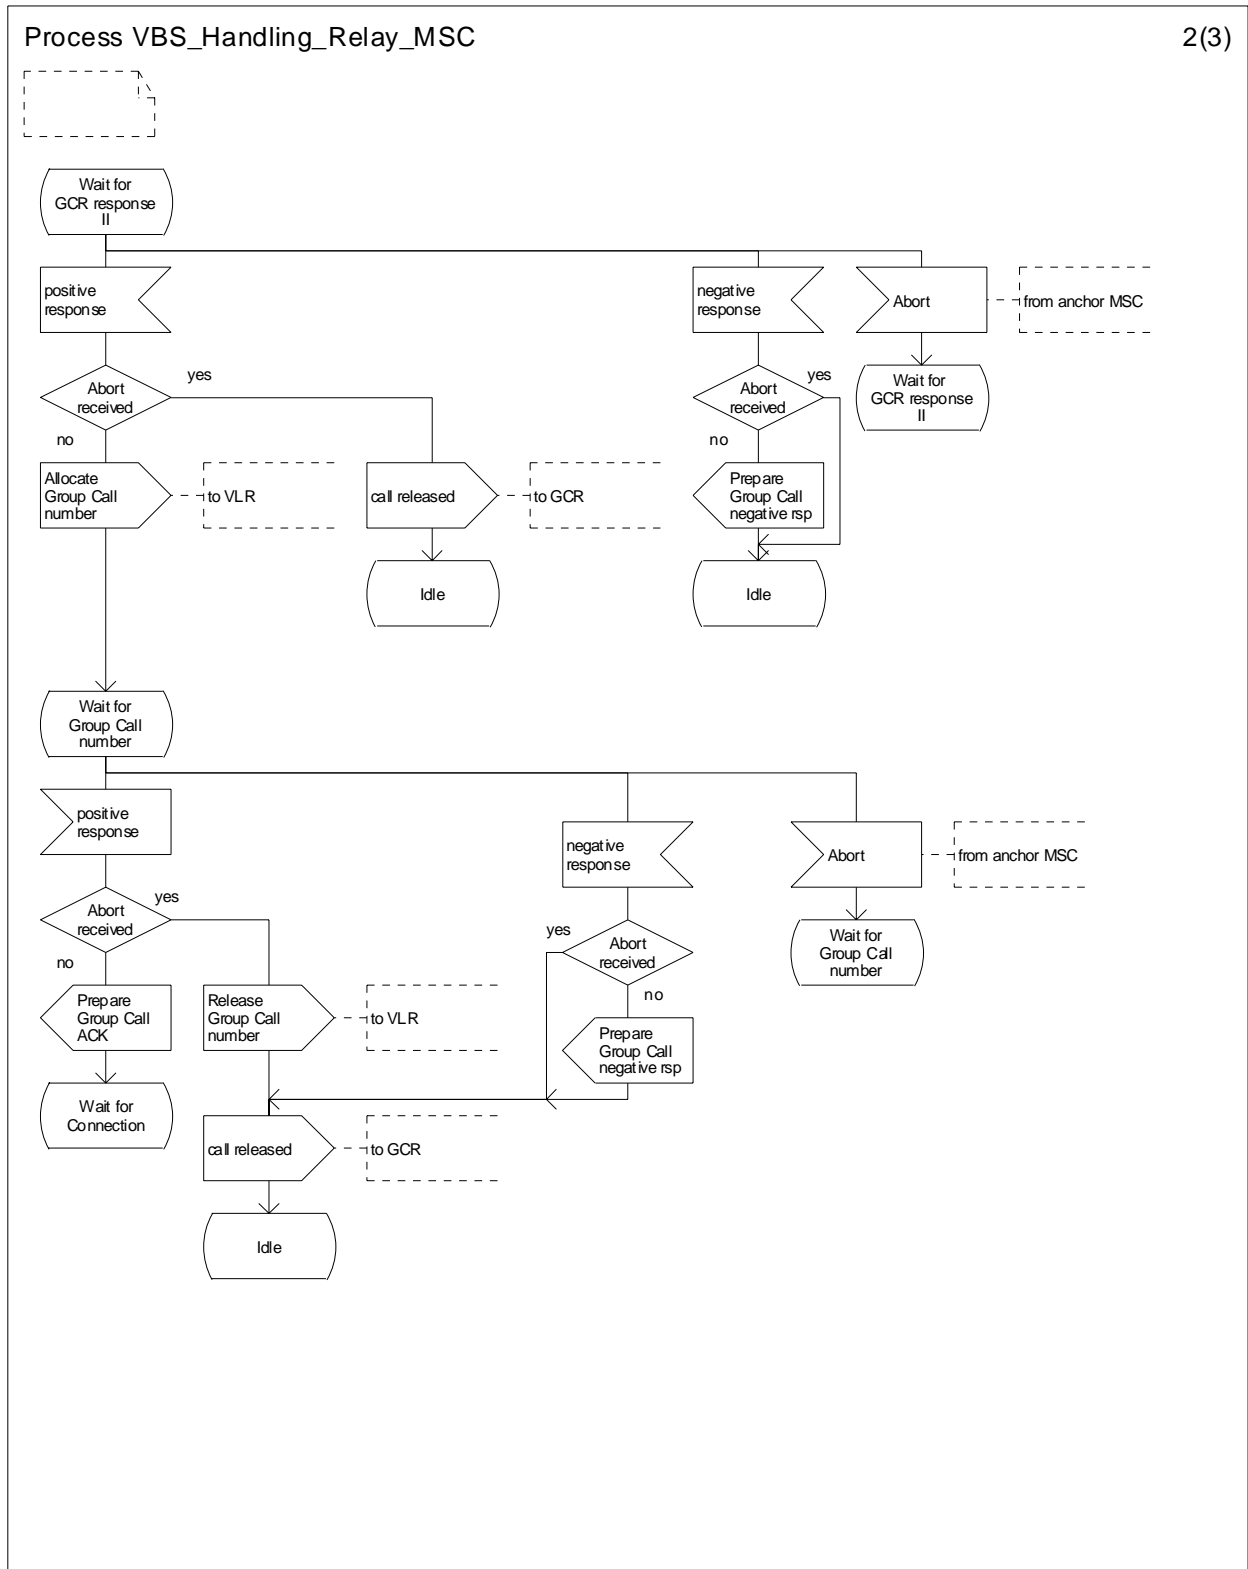 Process VBS_Handling_Relay_MSC
2(3)
Wait for
GCR response
II
positive
response
negative
response
Abort
from anchor MSC
Abort
received
yes
no
Abort
received
yes
no
Wait for
GCR response
II
Allocate
Group Call
number
to VLR
call released
to GCR
Prepare
Group Call
negative rsp
Idle
Idle
Wait for
Group Call
number
positive
response
negative
response
Abort
from anchor MSC
Abort
received
yes
no
yes
Abort
received
no
Wait for
Group Call
number
Prepare
Group Call
ACK
Release
Group Call
number
to VLR
Prepare
Group Call
negative rsp
Wait for
Connection
call released
to GCR
Idle